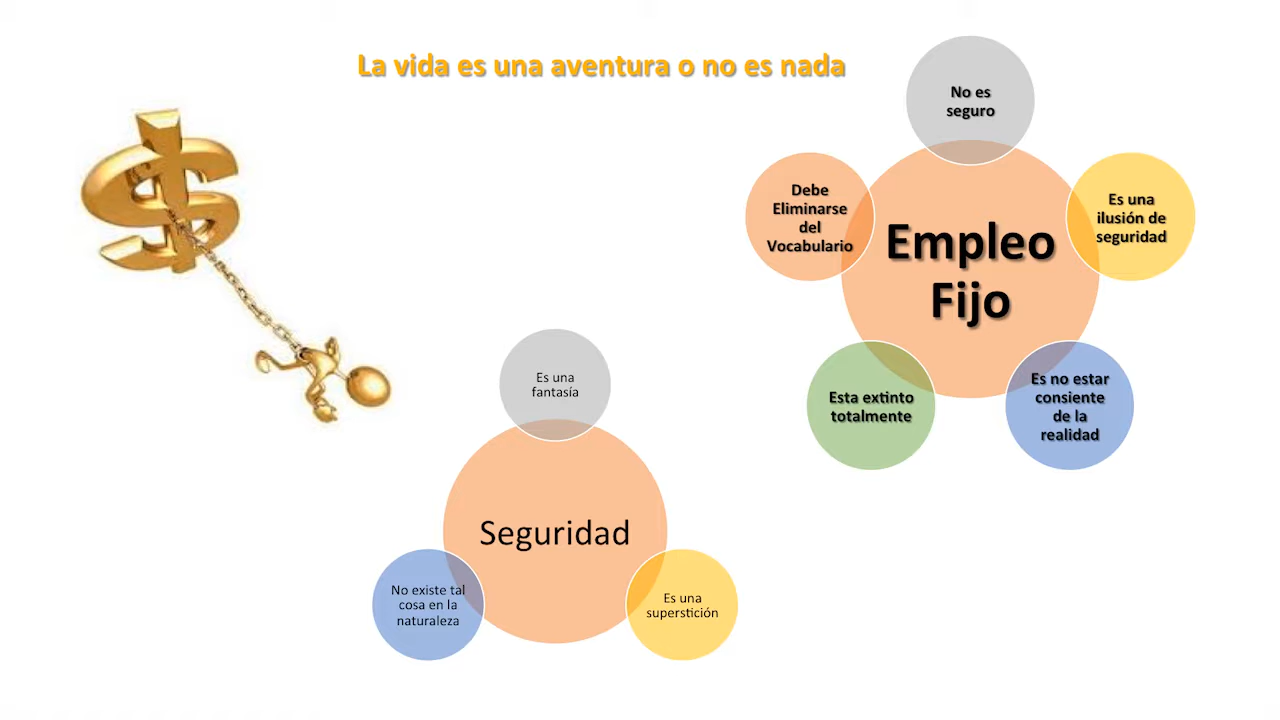 La vida es una aventura o no es nada
No es
seguro
Debe
Eliminarse
del
Vocabulario
Es una
ilusión de
seguridad
Empleo
Fijo
Esta extinto
totalmente
Es no estar
consiente
de la
realidad
Es una
fantasía
Seguridad
No existe tal
cosa en la
naturaleza
Es una
superstición